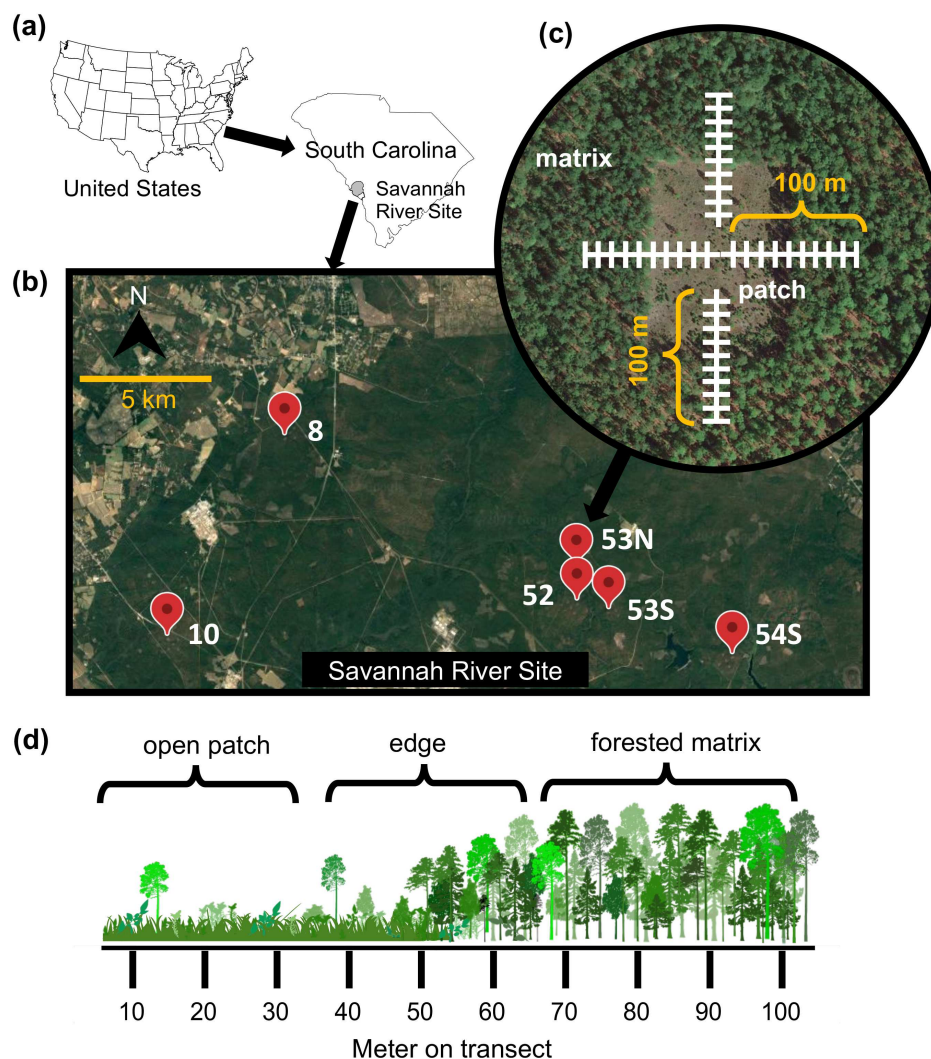 (a)
United States
South Carolina
Savannah
River Site
(b)
N
5 km
8
10
53N
52
53S
54S
Savannah River Site
(c)
matrix
100 m
patch
100 m
(d)
open patch
edge
forested matrix
10 20 30 40 50 60 70 80 90 100
Meter on transect